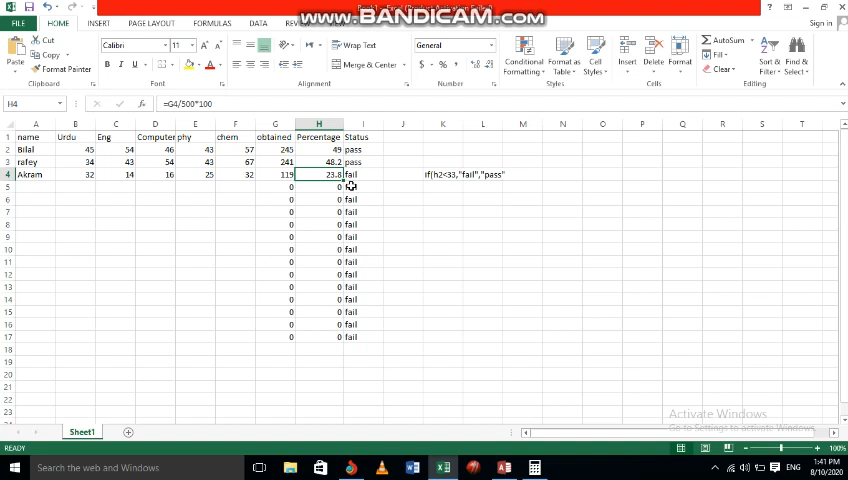 Book1 - Excel (Product Activation Failed)
www.BANDICAM.com
Sign in
FILE HOME INSERT PAGE LAYOUT FORMULAS DATA
Cut
Copy
Format Painter
Paste
Clipboard
Calibri 11
B I U
Font
Wrap Text
Merge & Center
Alignment
General
$ % ,
Number
Conditional Formatting
Format as Table
Cell Styles
Styles
Insert Delete Format
Cells
AutoSum
Fill
Clear
Sort & Filter
Find & Select
Editing
H4 fx =G4/500*100
A B C D E F G H I J K L M N O P Q R S T
1 name Urdu Eng Computer phy chem obtained Percentage Status
2 Bilal 45 54 46 43 57 245 49 pass
3 rafey 34 43 54 43 67 241 48.2 pass
4 Akram 32 14 16 25 32 119 23.8 fail if(h2<33,"fail","pass"
5 0 0
6 0 0 fail
7 0 0 fail
8 0 0 fail
9 0 0 fail
10 0 0 fail
11 0 0 fail
12 0 0 fail
13 0 0 fail
14 0 0 fail
15 0 0 fail
16 0 0 fail
17 0 0 fail
18
19
20
21
22
23
Activate Windows
Go to Settings to activate Windows.
Sheet1
READY
100%
Search the web and Windows
ENG
1:41 PM
8/10/2020